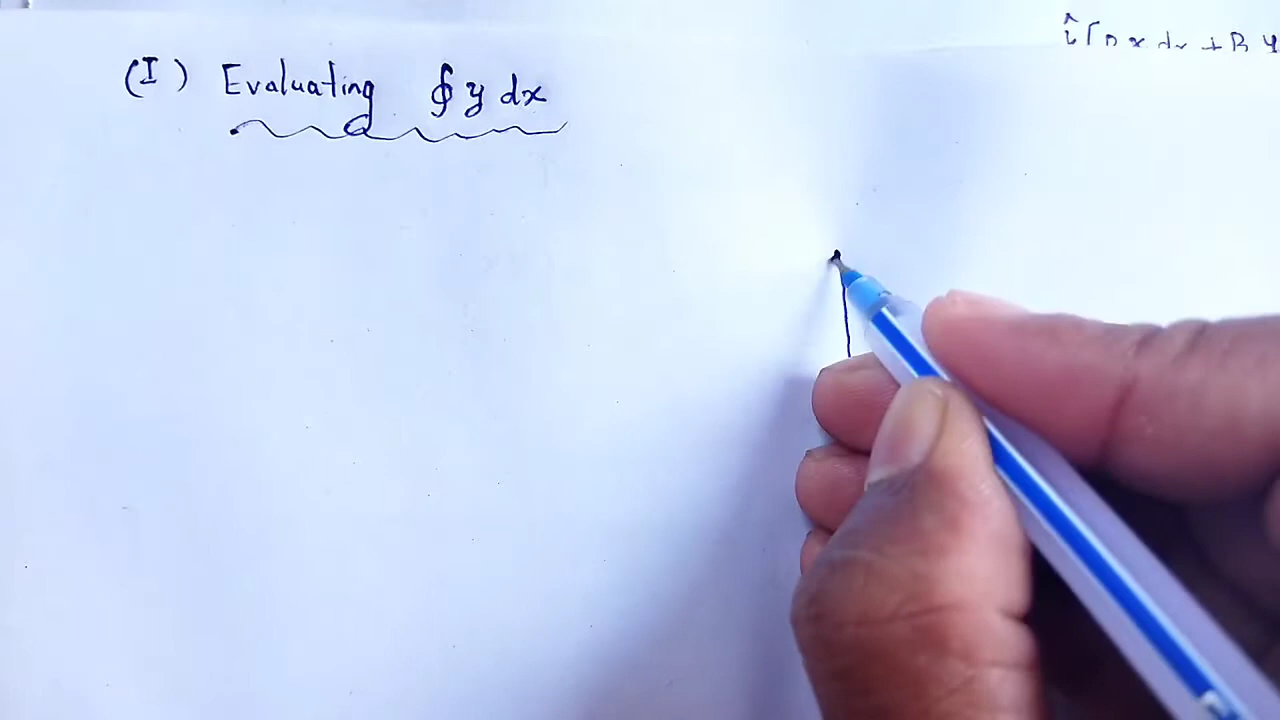 (I) Evaluating ∮ y dx